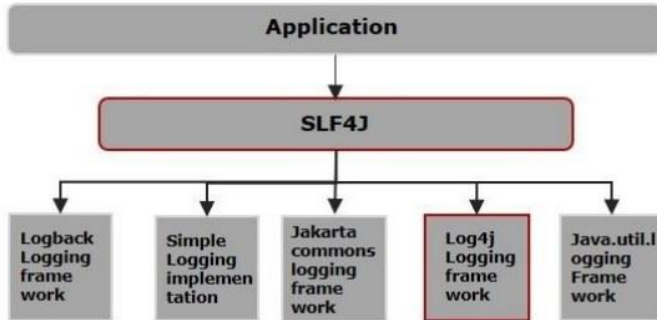 Application
SLF4J
Logback
Logging
frame
work
Simple
Logging
implemen
tation
Jakarta
commons
logging
frame
work
Log4j
Logging
frame
work
Java.util.l
ogging
Frame
work